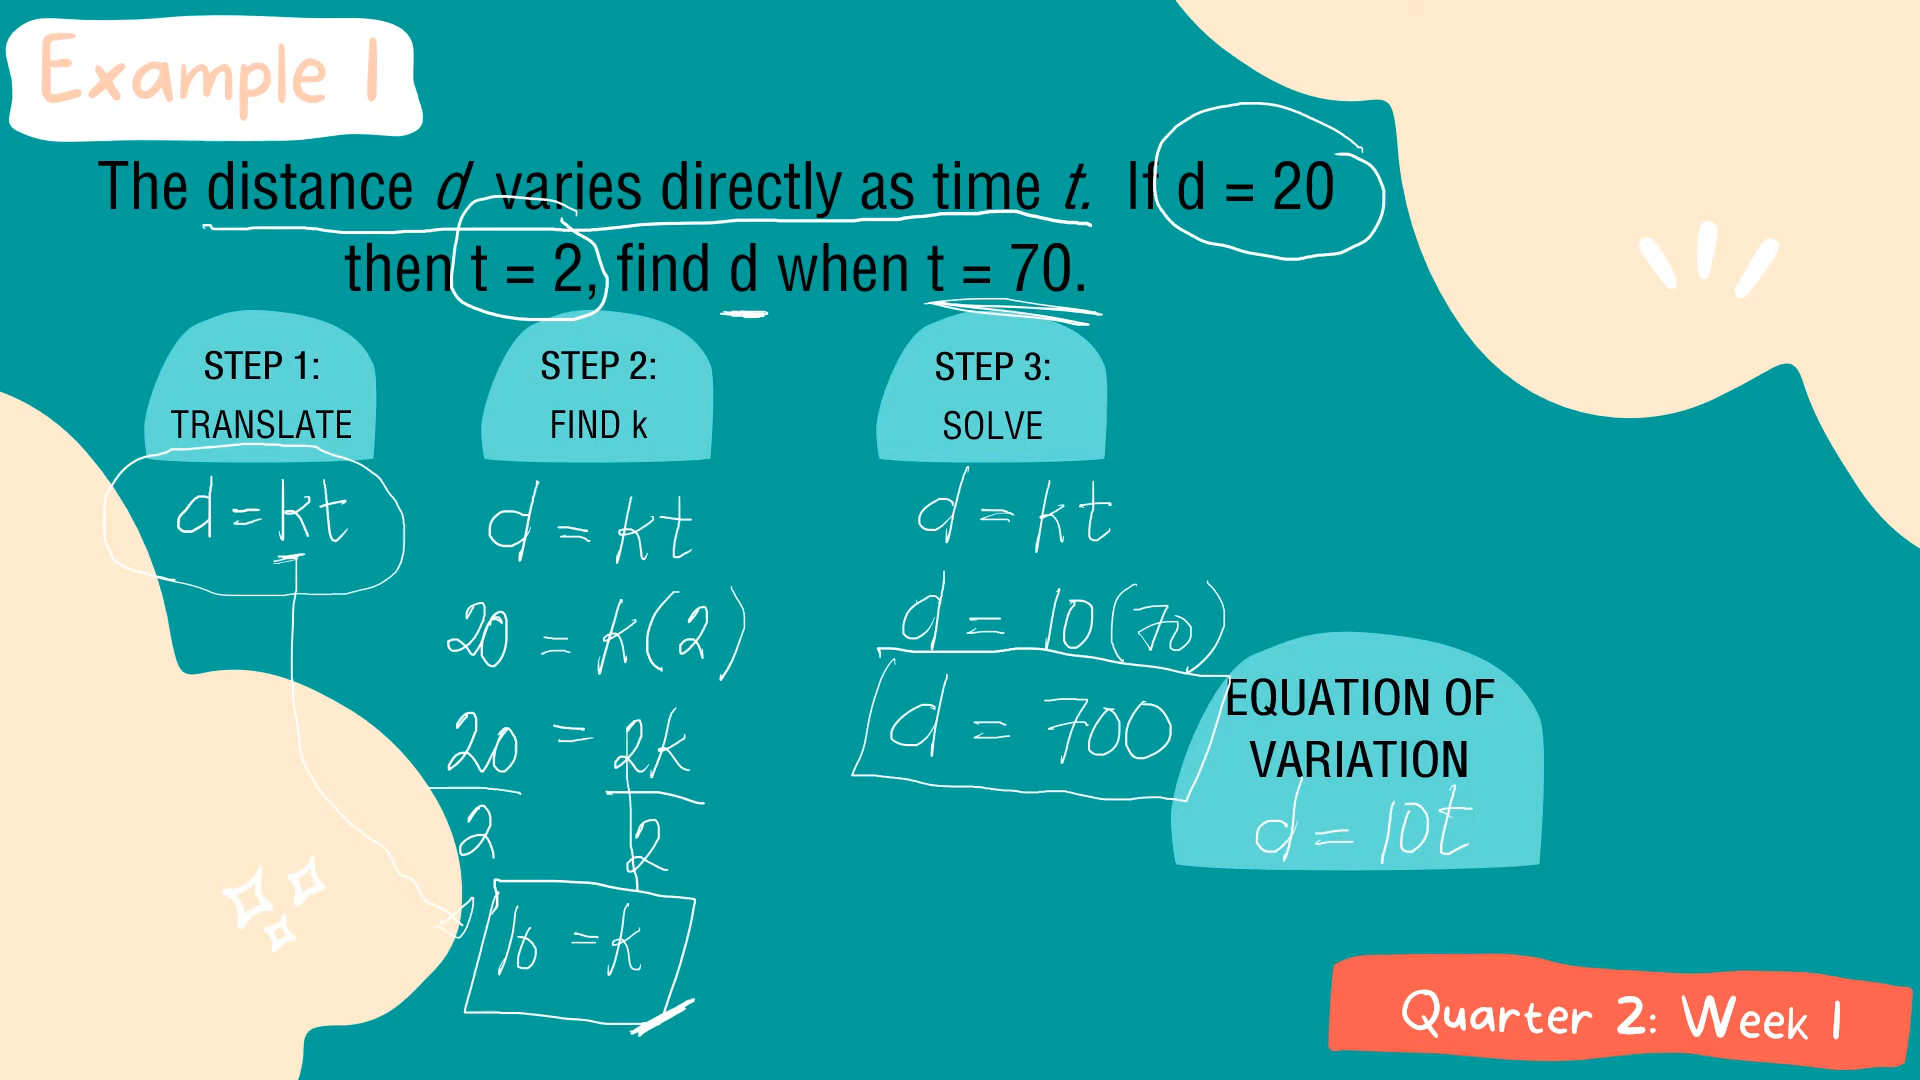 Example 1
The distance d varies directly as time t. If d = 20
then t = 2, find d when t = 70.
STEP 1:
TRANSLATE
d = kt
STEP 2:
FIND k
d = kt
20 = k(2)
20 = 2k
2 2
10 = k
STEP 3:
SOLVE
d = kt
d = 10(70)
d = 700
EQUATION OF
VARIATION
d = 10t
Quarter 2: Week 1